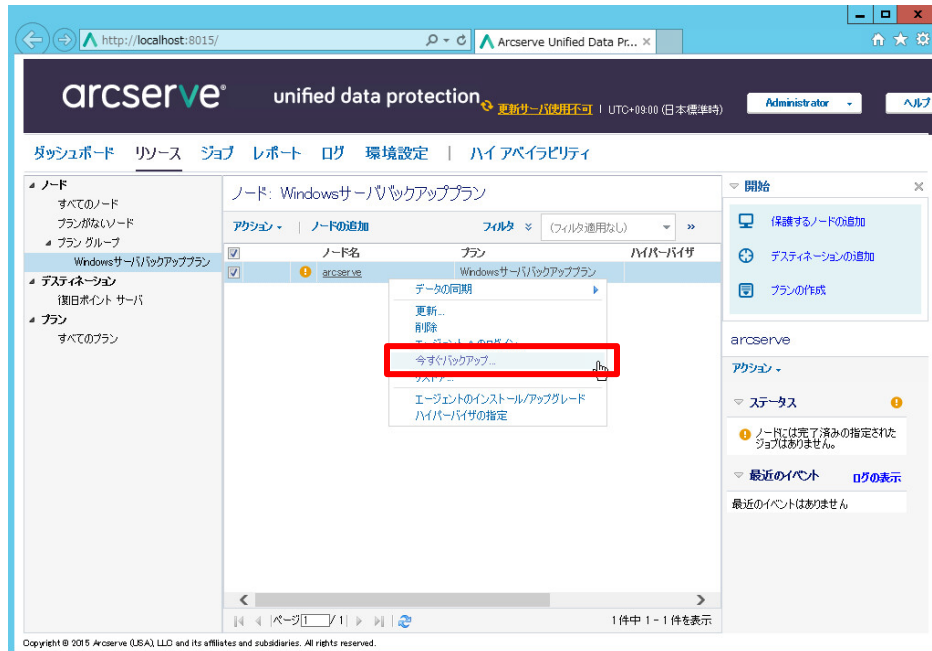 http://localhost:8015/
Arcserve Unified Data Pr...
arcserve® unified data protection
更新サーバ使用不可 | UTC+09:00 (日本標準時)
Administrator
ヘルプ
ダッシュボード リソース ジョブ レポート ログ 環境設定 | ハイ アベイラビリティ
ノード
すべてのノード
プランがないノード
プラン グループ
Windowsサーババックアッププラン
デスティネーション
復旧ポイント サーバ
プラン
すべてのプラン
ノード: Windowsサーババックアッププラン
アクション | ノードの追加 フィルタ (フィルタ適用なし) »
ノード名 プラン ハイパーバイザ
arcserve Windowsサーババックアッププラン
データの同期
更新...
削除
エージェントへのログイン
今すぐバックアップ...
リストア...
エージェントのインストール/アップグレード
ハイパーバイザの指定
ページ 1 / 1
1 件中 1 - 1 件を表示
開始
保護するノードの追加
デスティネーションの追加
プランの作成
arcserve
アクション
ステータス
ノードには完了済みの指定された
ジョブはありません。
最近のイベント ログの表示
最近のイベントはありません
Copyright © 2015 Arcserve (USA), LLC and its affiliates and subsidiaries. All rights reserved.